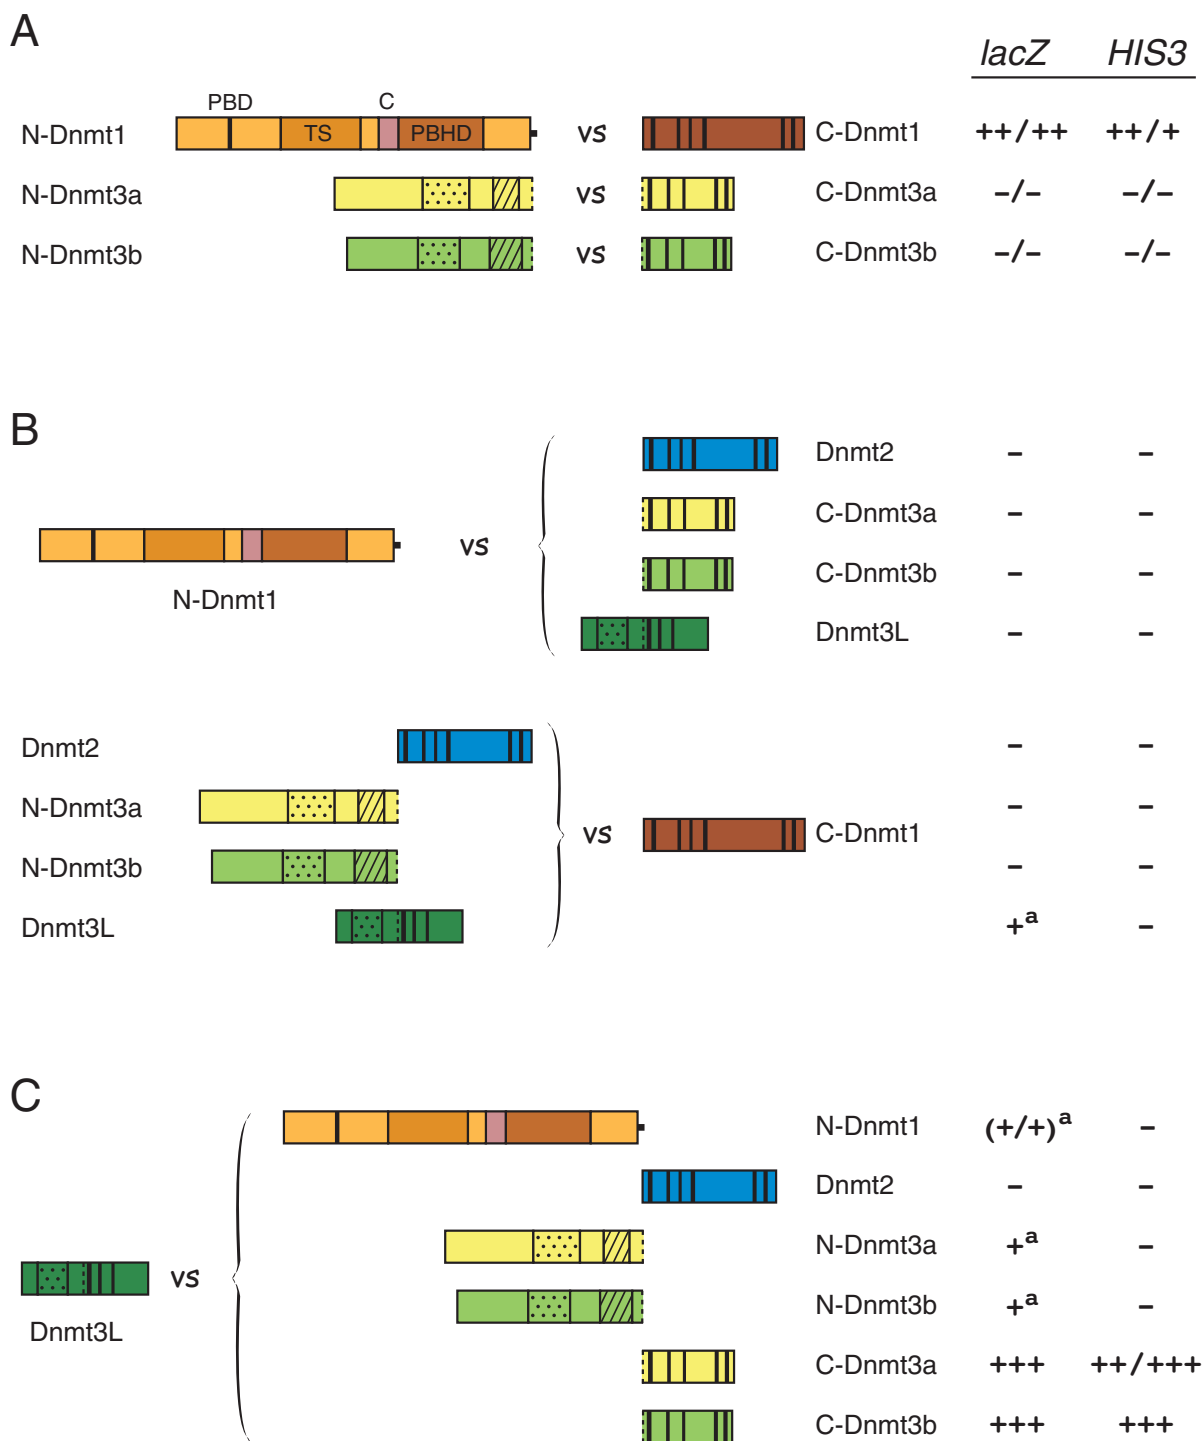 A
lacZ HIS3
PBD C
N-Dnmt1 TS PBHD vs C-Dnmt1 ++/++ ++/+
N-Dnmt3a vs C-Dnmt3a –/– –/–
N-Dnmt3b vs C-Dnmt3b –/– –/–
B
Dnmt2 – –
C-Dnmt3a – –
vs
C-Dnmt3b – –
N-Dnmt1
Dnmt3L – –
Dnmt2 – –
N-Dnmt3a – –
vs C-Dnmt1
N-Dnmt3b – –
Dnmt3L +a –
C
N-Dnmt1 (+/+)a –
Dnmt2 – –
N-Dnmt3a +a –
vs
N-Dnmt3b +a –
Dnmt3L
C-Dnmt3a +++ ++/+++
C-Dnmt3b +++ +++